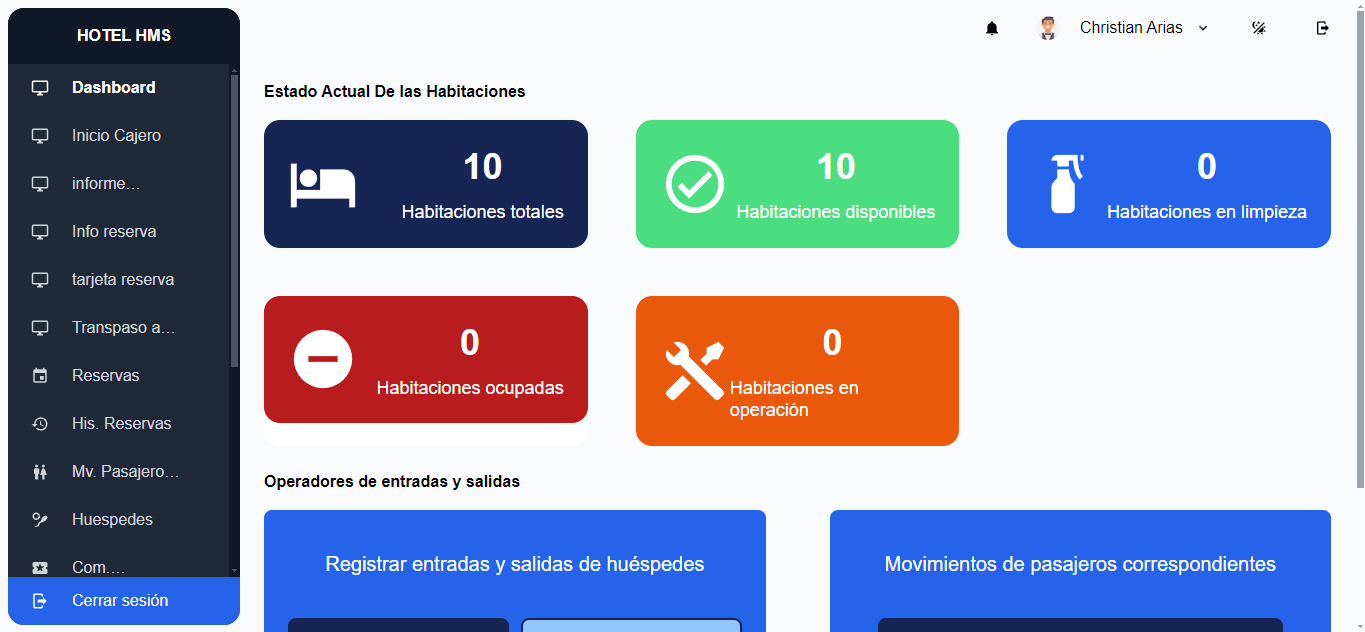 HOTEL HMS
Dashboard
Inicio Cajero
informe…
Info reserva
tarjeta reserva
Transpaso a…
Reservas
His. Reservas
Mv. Pasajero…
Huespedes
Com.…
Cerrar sesión
Christian Arias
Estado Actual De las Habitaciones
10
Habitaciones totales
10
Habitaciones disponibles
0
Habitaciones en limpieza
0
Habitaciones ocupadas
0
Habitaciones en
operación
Operadores de entradas y salidas
Registrar entradas y salidas de huéspedes
Movimientos de pasajeros correspondientes